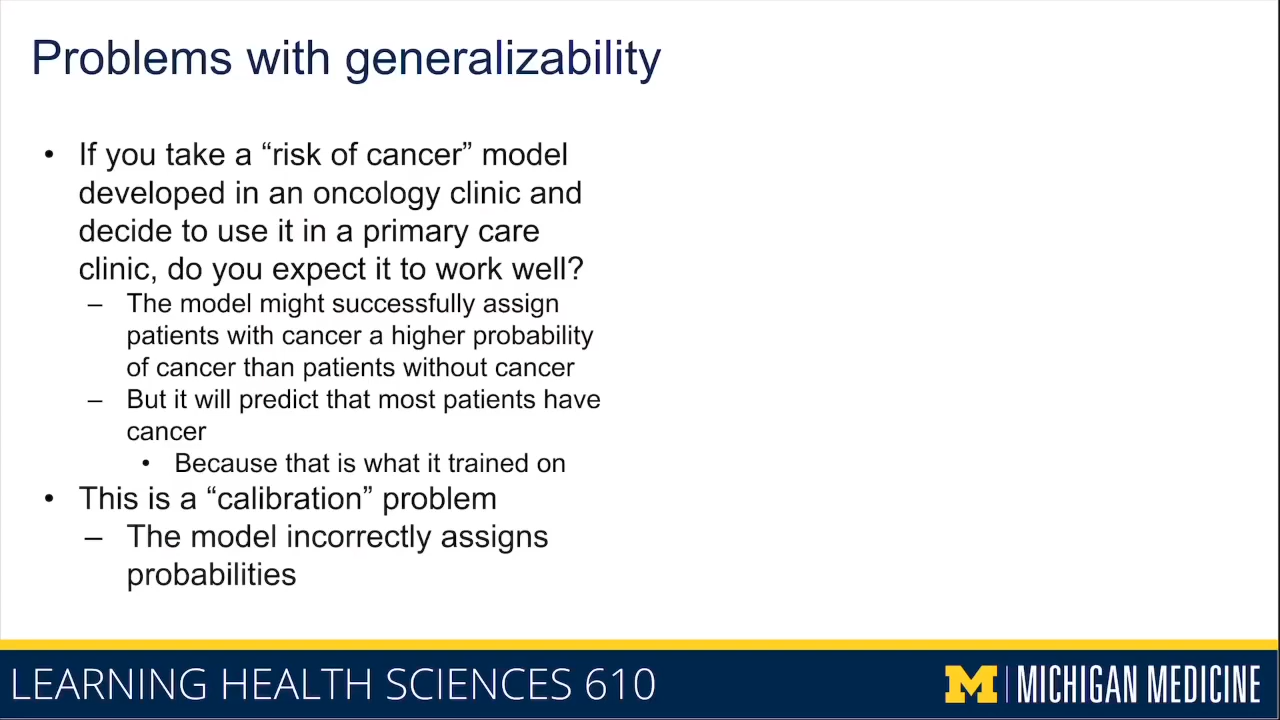 Problems with generalizability
• If you take a “risk of cancer” model
developed in an oncology clinic and
decide to use it in a primary care
clinic, do you expect it to work well?
– The model might successfully assign
patients with cancer a higher probability
of cancer than patients without cancer
– But it will predict that most patients have
cancer
• Because that is what it trained on
• This is a “calibration” problem
– The model incorrectly assigns
probabilities
LEARNING HEALTH SCIENCES 610
M | MICHIGAN MEDICINE